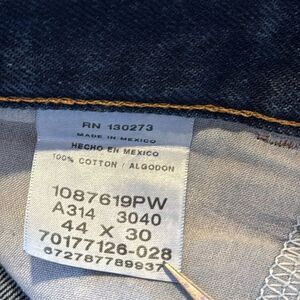 RN 130273
MADE IN MEXICO
HECHO EN MEXICO
100% COTTON / ALGODON
1087619PW
A314 3040
44 X 30
70177126-028
672787789937